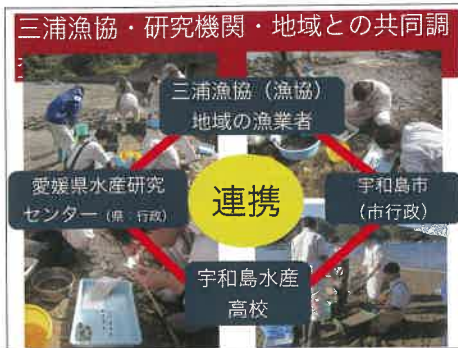 三浦漁協・研究機関・地域との共同調
三浦漁協（漁協）
地域の漁業者
愛媛県水産研究
センター（県：行政）
連携
宇和島市
（市行政）
宇和島水産
高校